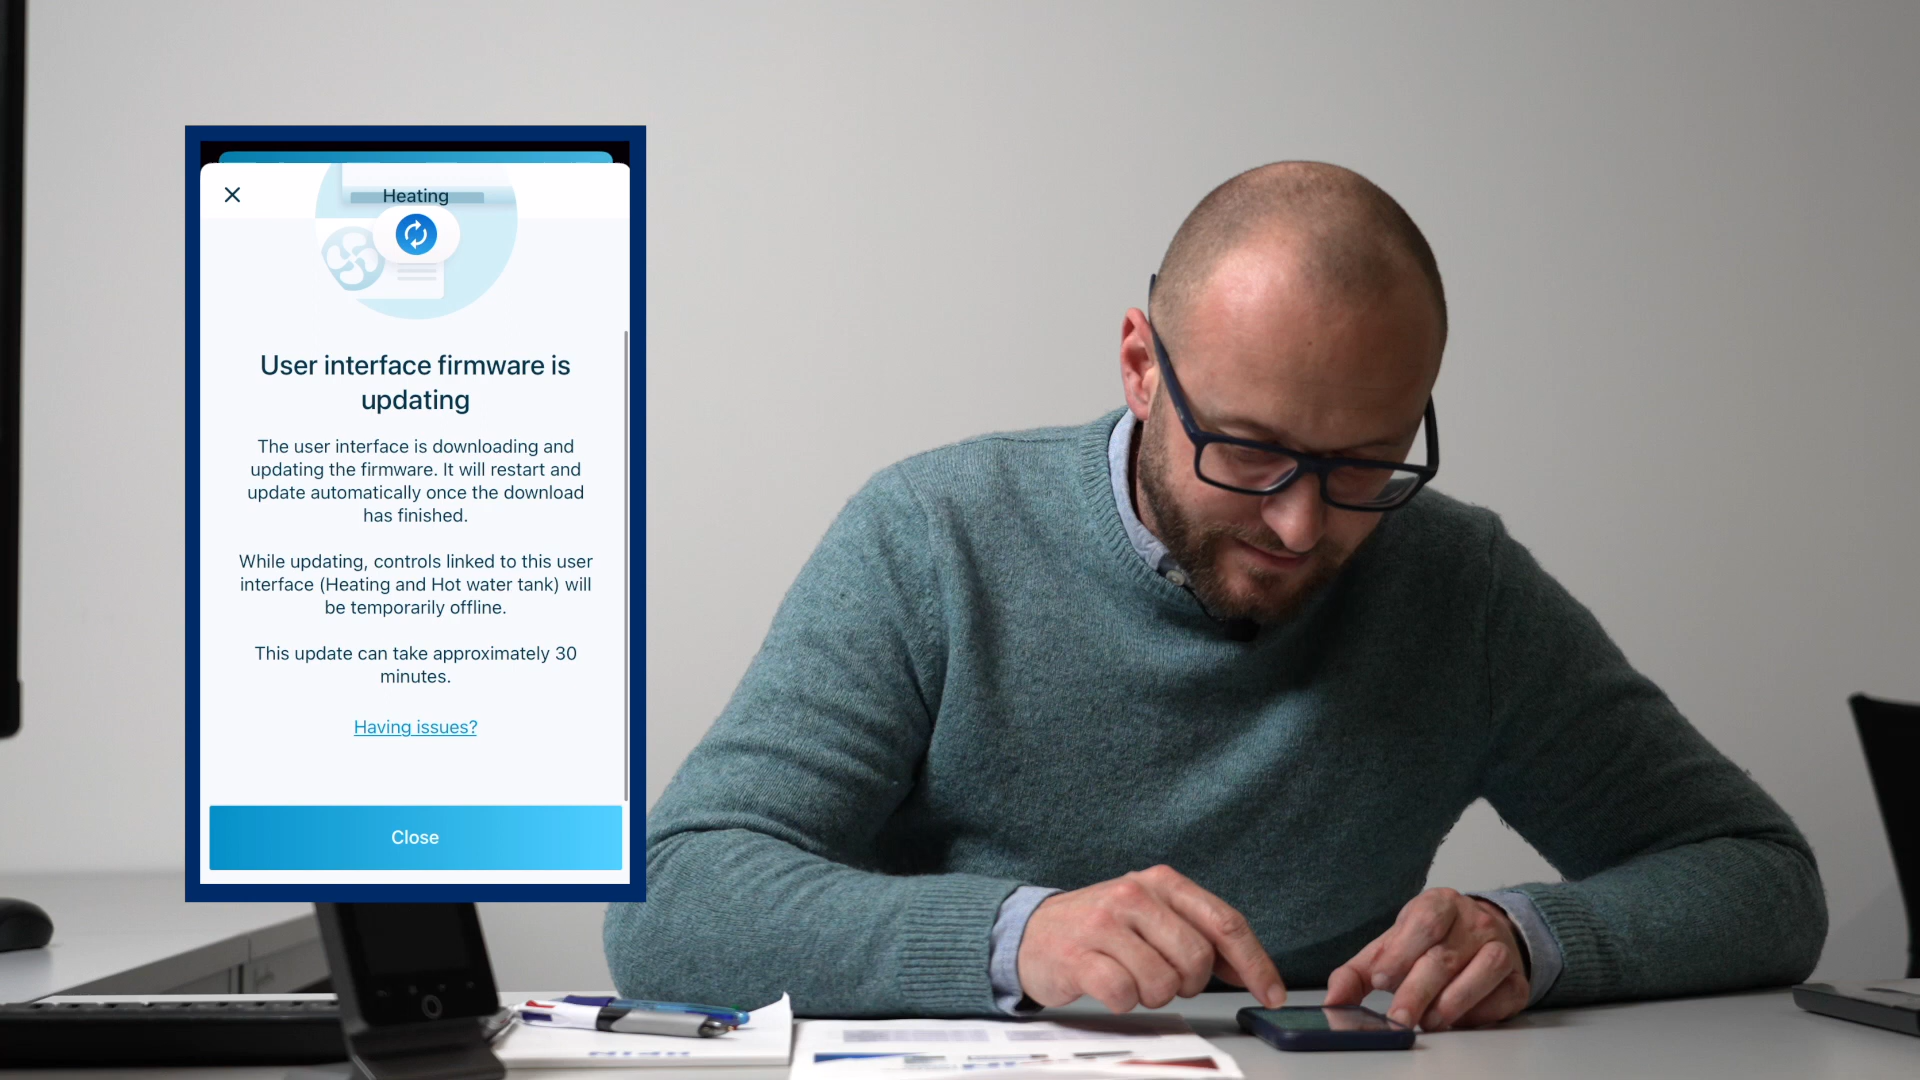 Heating
User interface firmware is
updating
The user interface is downloading and
updating the firmware. It will restart and
update automatically once the download
has finished.
While updating, controls linked to this user
interface (Heating and Hot water tank) will
be temporarily offline.
This update can take approximately 30
minutes.
Having issues?
Close